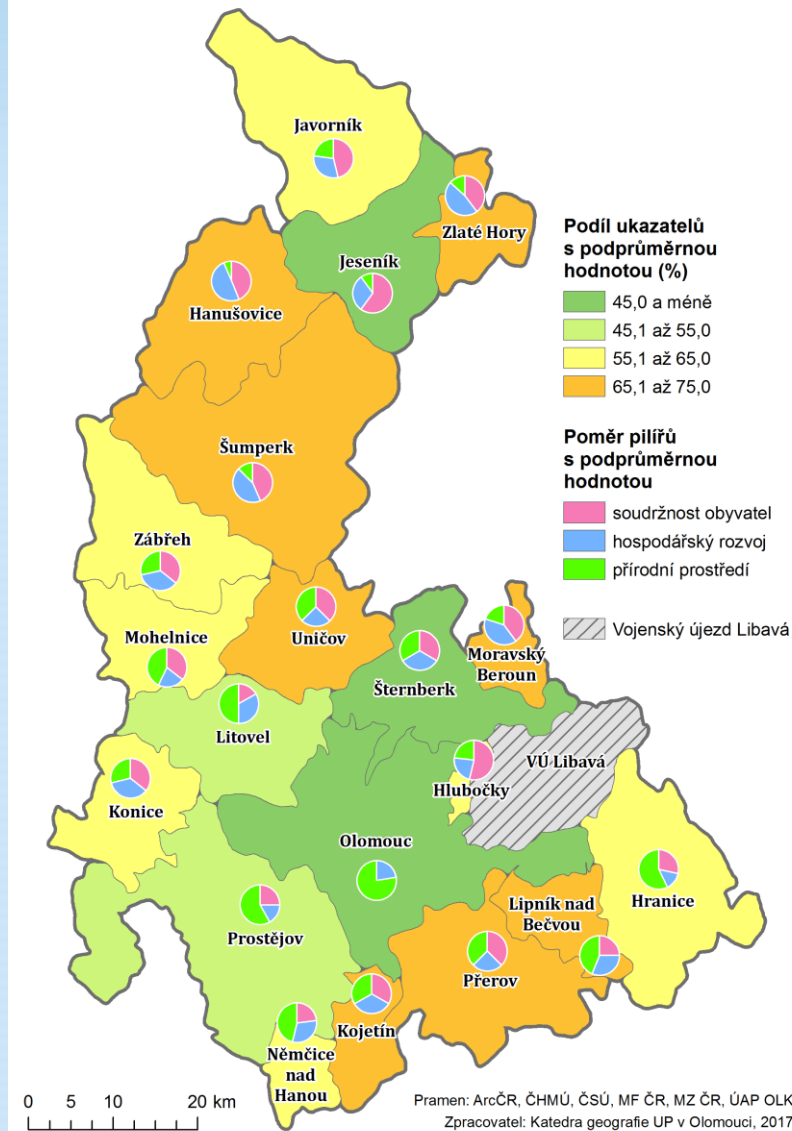 Javorník
Zlaté Hory
Jeseník
Hanušovice
Šumperk
Zábřeh
Mohelnice
Uničov
Moravský
Beroun
Šternberk
Litovel
VÚ Libavá
Hlubočky
Konice
Olomouc
Hranice
Lipník nad
Bečvou
Prostějov
Přerov
Kojetín
Němčice
nad
Hanou
Podíl ukazatelů
s podprůměrnou
hodnotou (%)
45,0 a méně
45,1 až 55,0
55,1 až 65,0
65,1 až 75,0
Poměr pilířů
s podprůměrnou
hodnotou
soudržnost obyvatel
hospodářský rozvoj
přírodní prostředí
Vojenský újezd Libavá
0 5 10 20 km
Pramen: ArcČR, ČHMÚ, ČSÚ, MF ČR, MZ ČR, ÚAP OLK
Zpracovatel: Katedra geografie UP v Olomouci, 2017